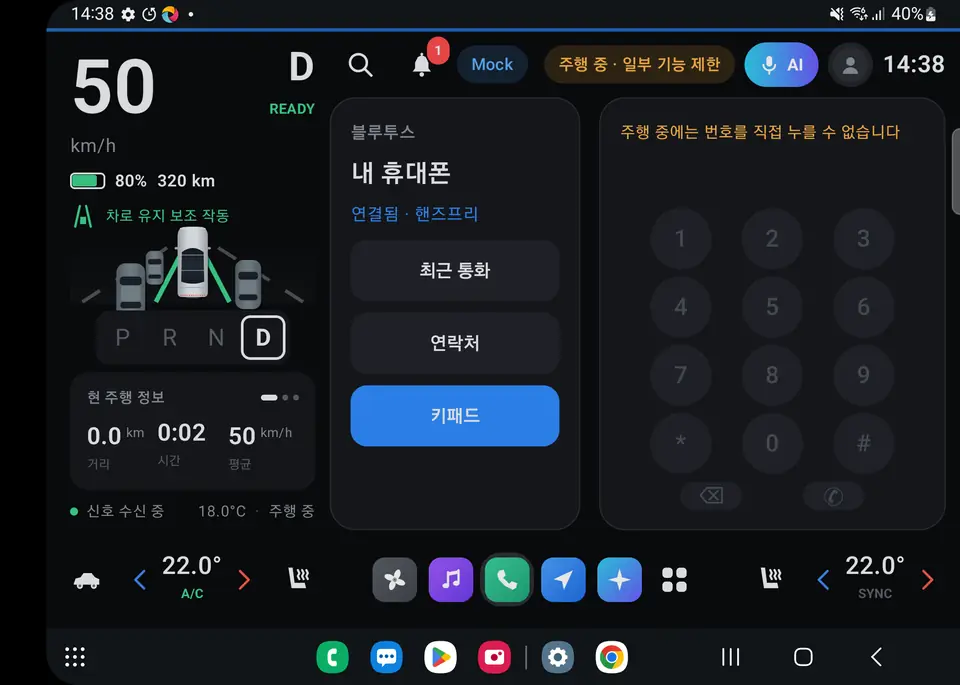 14:38
40%
50
D
READY
km/h
80% 320 km
차로 유지 보조 작동
P R N D
현 주행 정보
0.0 km 0:02 50 km/h
거리 시간 평균
신호 수신 중 18.0°C · 주행 중
1
Mock
주행 중 · 일부 기능 제한
AI
14:38
블루투스
내 휴대폰
연결됨 · 핸즈프리
최근 통화
연락처
키패드
주행 중에는 번호를 직접 누를 수 없습니다
1 2 3
4 5 6
7 8 9
* 0 #
22.0°
A/C
22.0°
SYNC